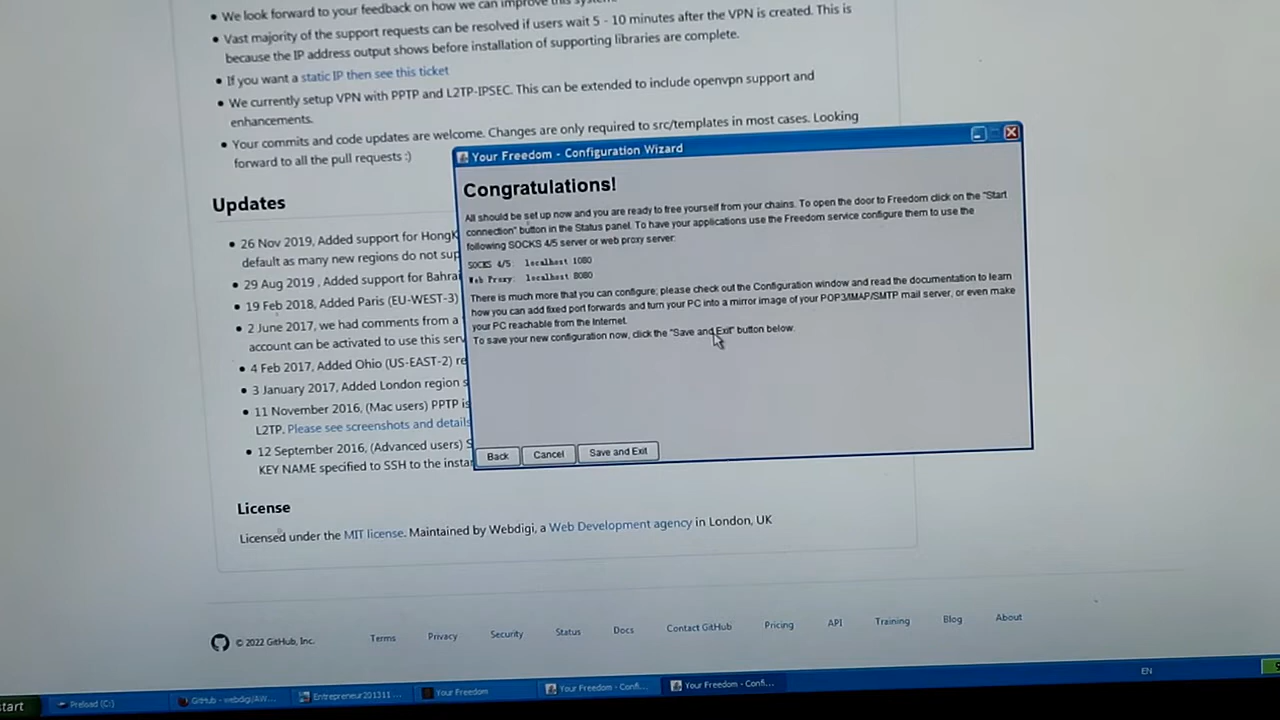 We look forward to your feedback on how we can improve this system.
Vast majority of the support requests can be resolved if users wait 5 - 10 minutes after the VPN is created. This is
because the IP address output shows before installation of supporting libraries are complete.
If you want a static IP then see this ticket
We currently setup VPN with PPTP and L2TP-IPSEC. This can be extended to include openvpn support and
enhancements.
Your commits and code updates are welcome. Changes are only required to src/templates in most cases. Looking
forward to all the pull requests :)
Updates
26 Nov 2019, Added support for HongK
default as many new regions do not sup
29 Aug 2019 , Added support for Bahrai
19 Feb 2018, Added Paris (EU-WEST-3)
2 June 2017, we had comments from a
account can be activated to use this serv
4 Feb 2017, Added Ohio (US-EAST-2) re
3 January 2017, Added London region s
11 November 2016, (Mac users) PPTP is
L2TP. Please see screenshots and details
12 September 2016, (Advanced users) S
KEY NAME specified to SSH to the insta
License
Licensed under the MIT license. Maintained by Webdigi, a Web Development agency in London, UK
Your Freedom - Configuration Wizard
Congratulations!
All should be set up now and you are ready to free yourself from your chains. To open the door to Freedom click on the "Start
connection" button in the Status panel. To have your applications use the Freedom service configure them to use the
following SOCKS 4/5 server or web proxy server:
SOCKS 4/5: localhost 1080
Web Proxy: localhost 8080
There is much more that you can configure; please check out the Configuration window and read the documentation to learn
how you can add fixed port forwards and turn your PC into a mirror image of your POP3/IMAP/SMTP mail server, or even make
your PC reachable from the Internet.
To save your new configuration now, click the "Save and Exit" button below.
Back Cancel Save and Exit
© 2022 GitHub, Inc. Terms Privacy Security Status Docs Contact GitHub Pricing API Training Blog About
start Preload (C:) GitHub - webdigi/AW... Entrepreneur201311 ... Your Freedom Your Freedom - Confi... Your Freedom - Confi... EN